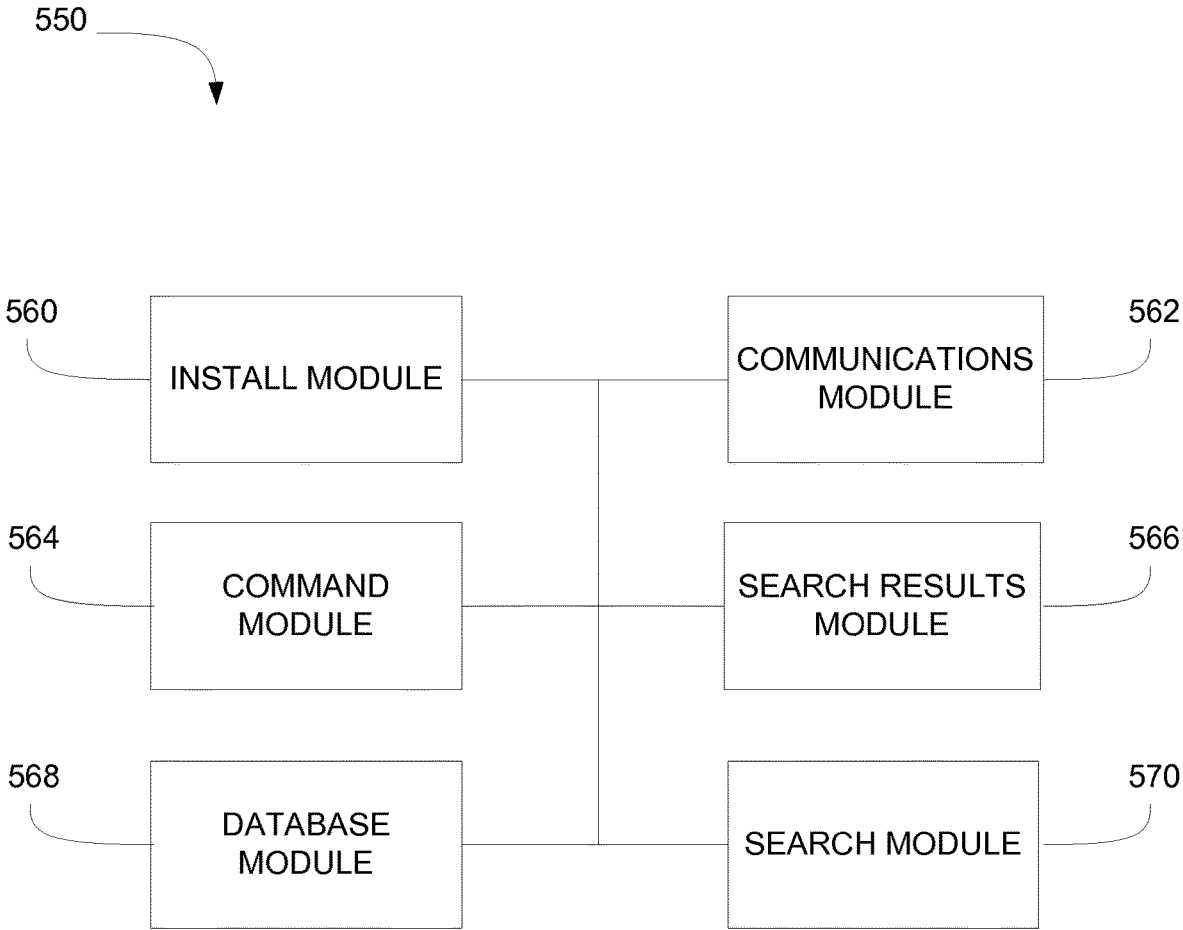 550
560
INSTALL MODULE
COMMUNICATIONS
MODULE
562
564
COMMAND
MODULE
SEARCH RESULTS
MODULE
566
568
DATABASE
MODULE
SEARCH MODULE
570